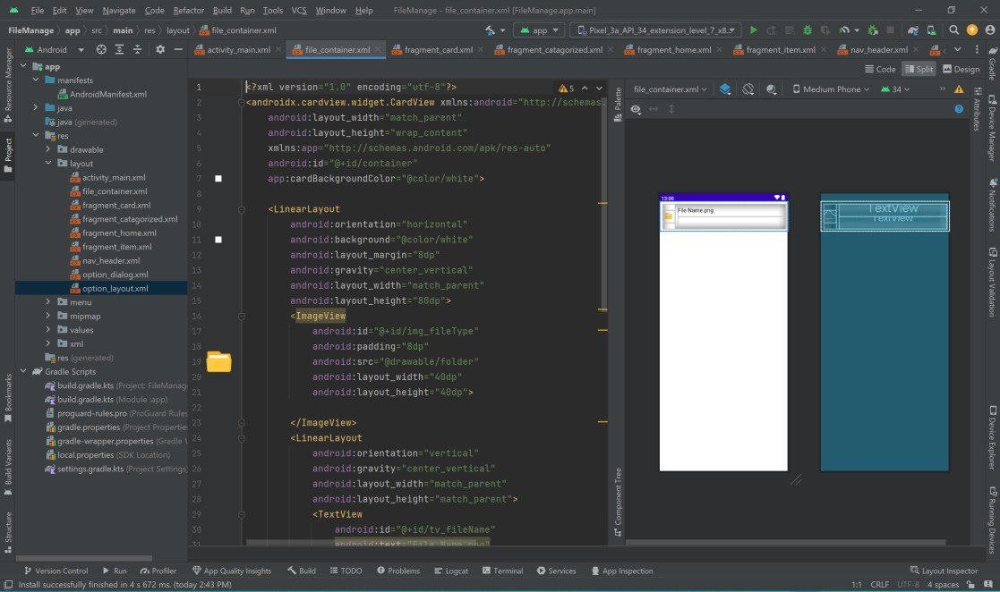 File Edit View Navigate Code Refactor Build Run Tools VCS Window Help FileManage - file_container.xml [FileManage.app.main]
FileManage app src main res layout file_container.xml app Pixel_3a_API_34_extension_level_7_x8...
Android
activity_main.xml file_container.xml fragment_card.xml fragment_home.xml fragment_item.xml nav_header.xml
Code Split Design
Resource Manager
Project
Bookmarks
Build Variants
Structure
app
manifests
AndroidManifest.xml
java
java (generated)
res
drawable
layout
activity_main.xml
file_container.xml
fragment_card.xml
fragment_catagorized.xml
fragment_home.xml
fragment_item.xml
nav_header.xml
option_dialog.xml
option_layout.xml
menu
mipmap
values
xml
res (generated)
Gradle Scripts
build.gradle.kts (Project: FileManag
build.gradle.kts (Module :app)
proguard-rules.pro (ProGuard Rules
gradle.properties (Project Propertie
gradle-wrapper.properties (Gradle V
local.properties (SDK Location)
settings.gradle.kts (Project Settings
1 <?xml version="1.0" encoding="utf-8"?> 5
2 <androidx.cardview.widget.CardView xmlns:android="http://schemas.
3 android:layout_width="match_parent"
4 android:layout_height="wrap_content"
5 xmlns:app="http://schemas.android.com/apk/res-auto"
6 android:id="@+id/container"
7 app:cardBackgroundColor="@color/white">
8
9 <LinearLayout
10 android:orientation="horizontal"
11 android:background="@color/white"
12 android:layout_margin="8dp"
13 android:gravity="center_vertical"
14 android:layout_width="match_parent"
15 android:layout_height="80dp">
16 <ImageView
17 android:id="@+id/img_fileType"
18 android:padding="8dp"
19 android:src="@drawable/folder"
20 android:layout_width="40dp"
21 android:layout_height="40dp">
22
23 </ImageView>
24 <LinearLayout
25 android:orientation="vertical"
26 android:gravity="center_vertical"
27 android:layout_width="match_parent"
28 android:layout_height="match_parent">
29 <TextView
30 android:id="@+id/tv_fileName"
31 android:text="File Name.png"
Palette
Component Tree
file_container.xml Medium Phone 34 »
13:00
File Name.png
TextView
TextView
Attributes
Gradle
Device Manager
Notifications
Layout Validation
Device Explorer
Running Devices
Version Control Run Profiler App Quality Insights Build TODO Problems Logcat Terminal Services App Inspection Layout Inspector
Install successfully finished in 4 s 672 ms. (today 2:43 PM) 1:1 CRLF UTF-8 4 spaces